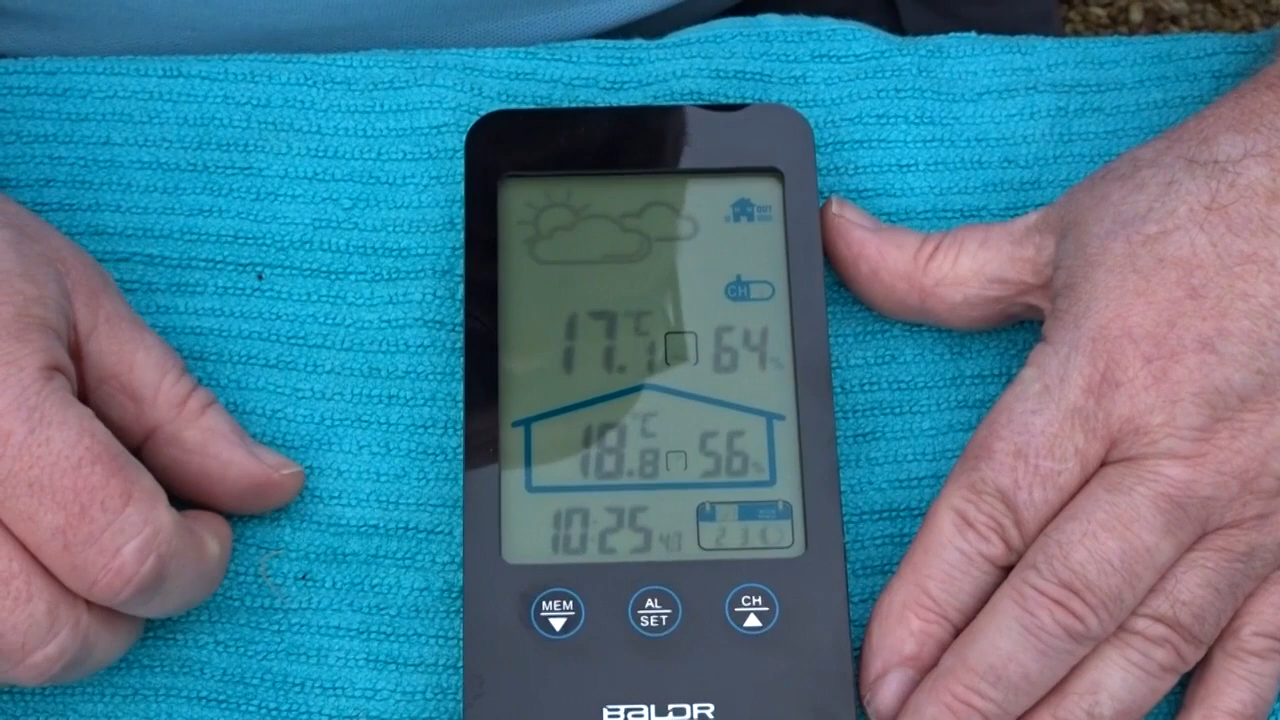 OUT
CH
17.1 °C 64 %
18.8 °C 56 %
10:25
MEM
AL
SET
CH
BALDR